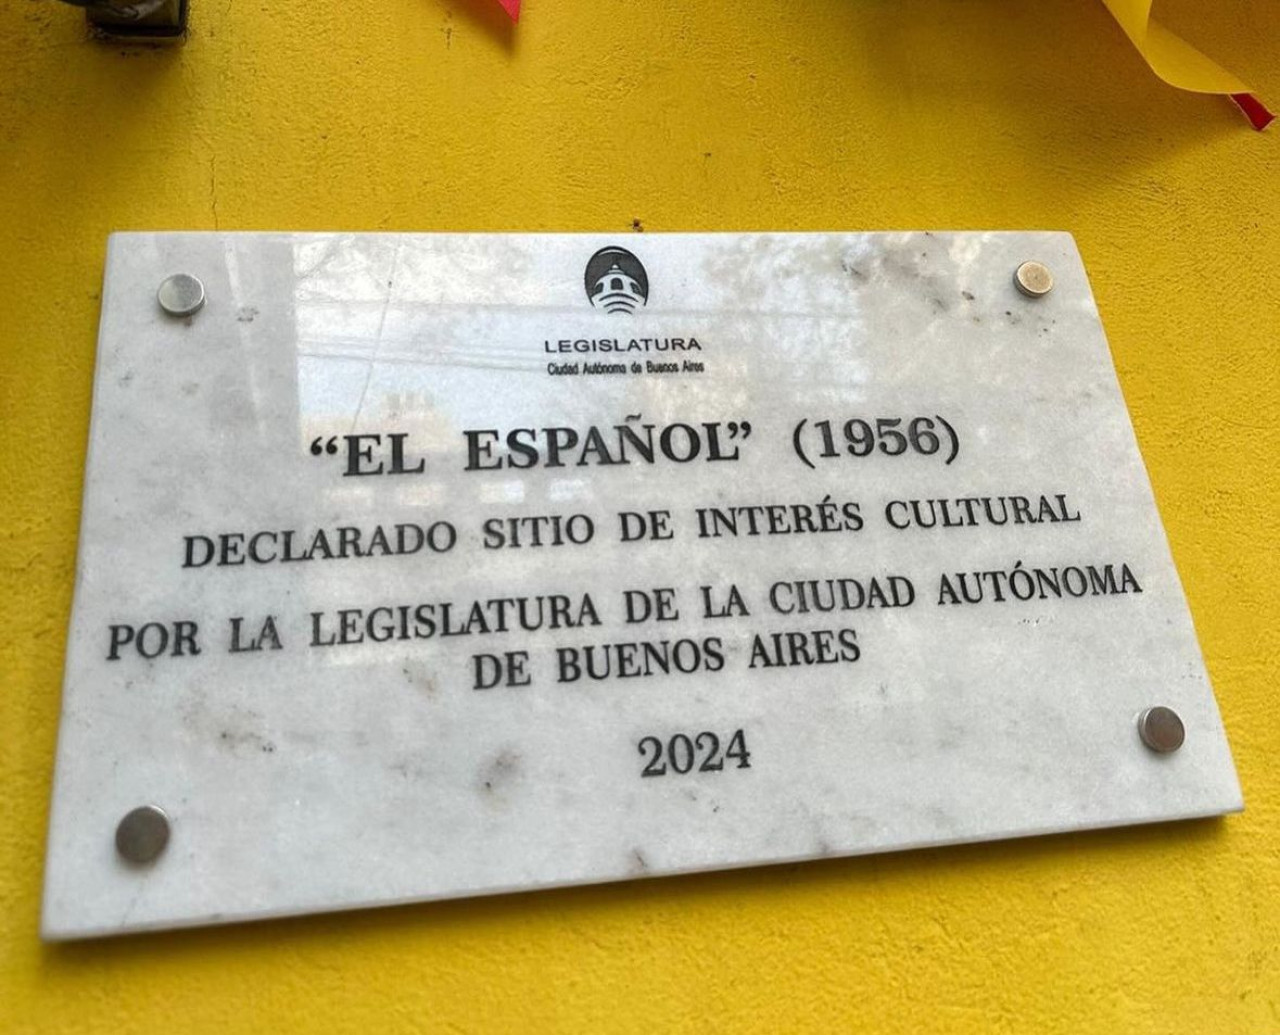 LEGISLATURA
Ciudad Autónoma de Buenos Aires
“EL ESPAÑOL” (1956)
DECLARADO SITIO DE INTERÉS CULTURAL
POR LA LEGISLATURA DE LA CIUDAD AUTÓNOMA
DE BUENOS AIRES
2024